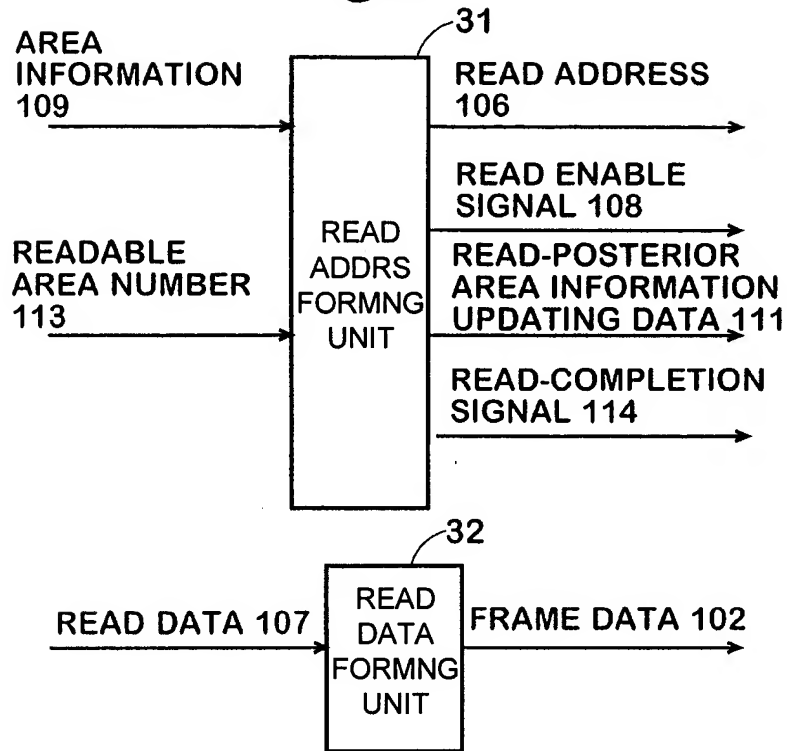 31
AREA
INFORMATION
109
READ ADDRESS
106
READ ENABLE
SIGNAL 108
READABLE
AREA NUMBER
113
READ
ADDRS
FORMNG
UNIT
READ-POSTERIOR
AREA INFORMATION
UPDATING DATA 111
READ-COMPLETION
SIGNAL 114
32
READ DATA 107
READ
DATA
FORMNG
UNIT
FRAME DATA 102